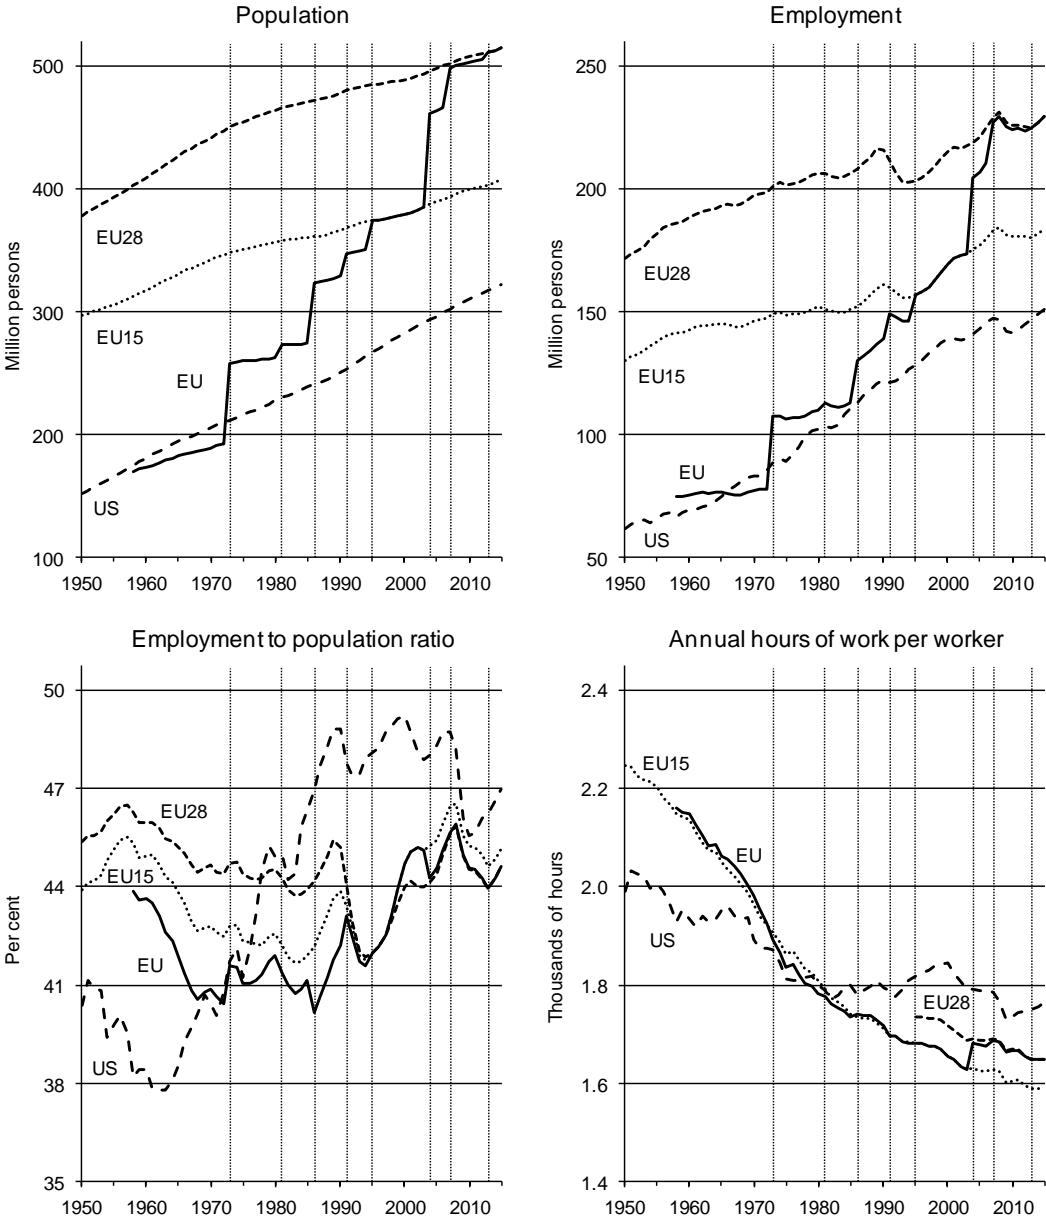 Population
Million persons
500
400
300
200
100
EU28
EU15
EU
US
1950 1960 1970 1980 1990 2000 2010
Employment
Million persons
250
200
150
100
50
EU28
EU15
EU
US
1950 1960 1970 1980 1990 2000 2010
Employment to population ratio
Per cent
50
47
44
41
38
35
EU28
EU15
EU
US
1950 1960 1970 1980 1990 2000 2010
Annual hours of work per worker
Thousands of hours
2.4
2.2
2.0
1.8
1.6
1.4
EU15
EU
US
EU28
1950 1960 1970 1980 1990 2000 2010